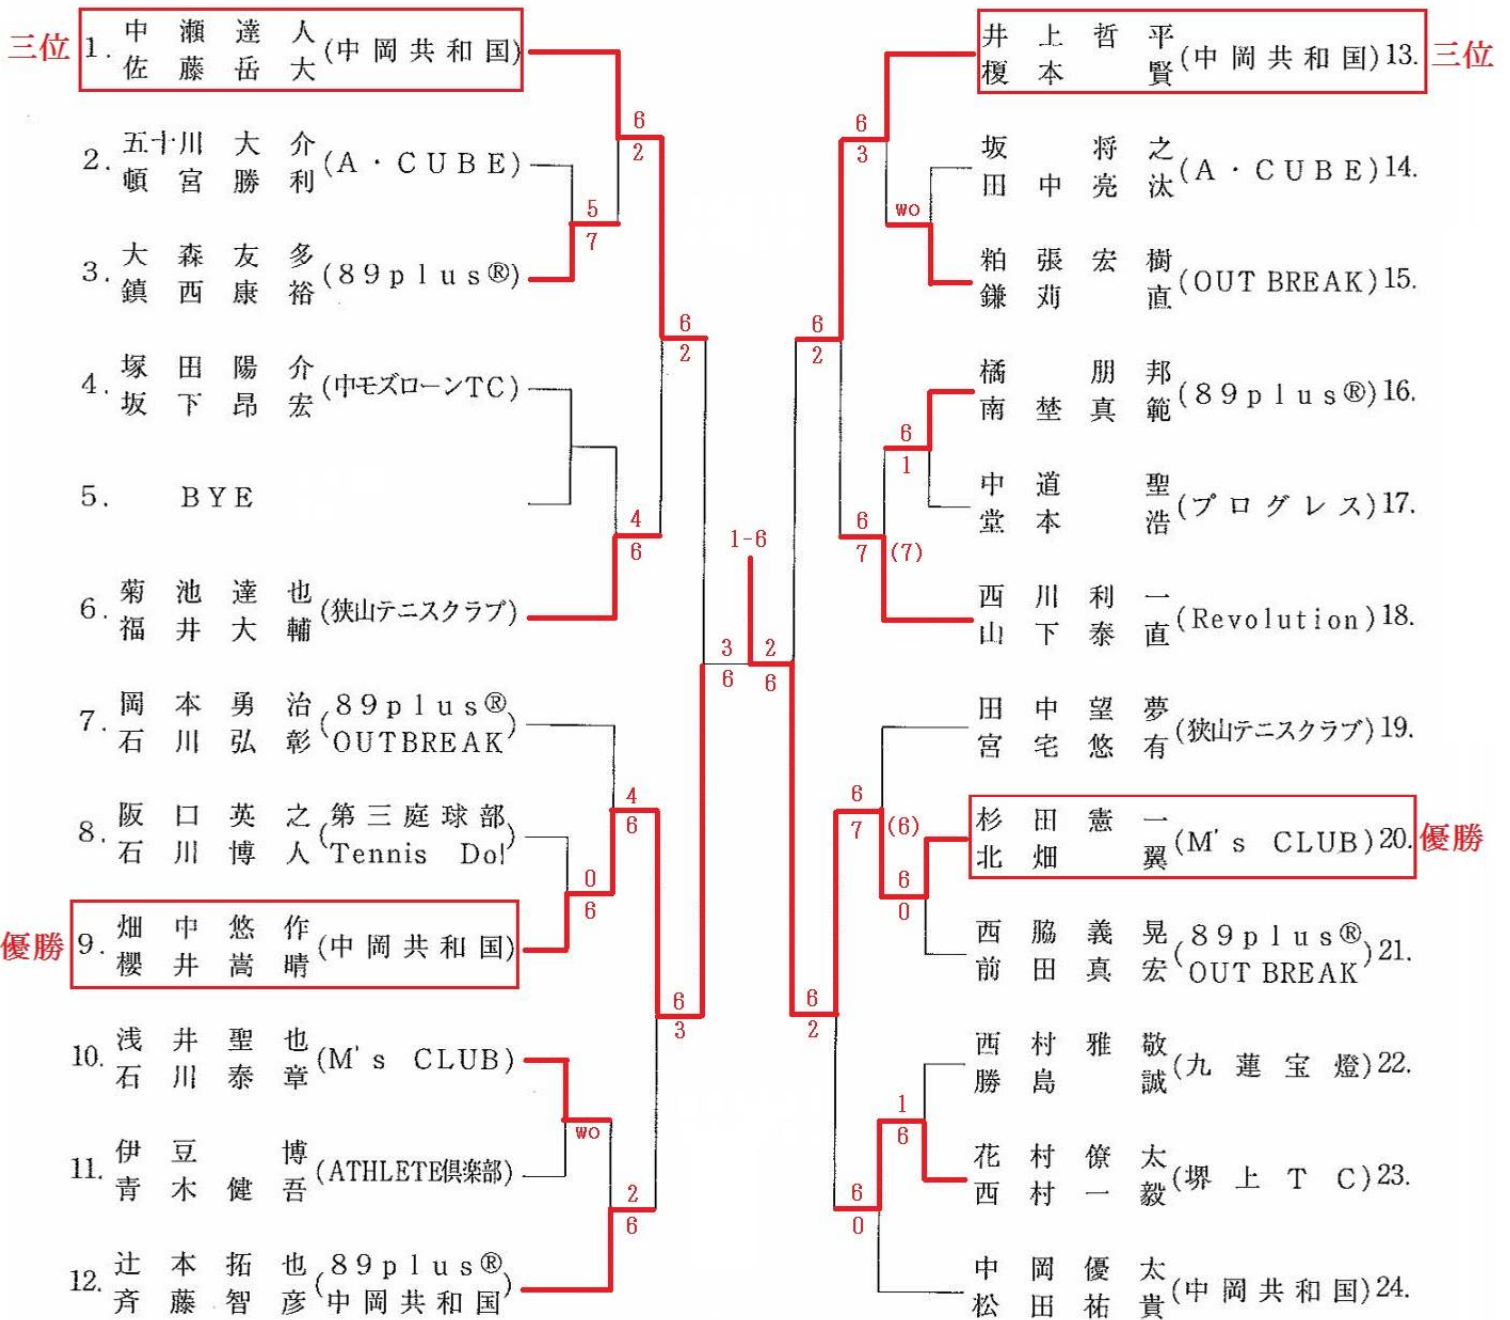 三位
1. 中瀬達人 (中岡共和国)
佐藤岳大
2. 五十川大介 (A・CUBE)
頓宮勝利
3. 大森友多 (89plus®)
鎮西康裕
4. 塚田陽介 (中モズローンTC)
坂下昂宏
5. BYE
6. 菊池達也 (狭山テニスクラブ)
福井大輔
7. 岡本勇治 (89plus®
石川弘彰 OUTBREAK)
8. 阪口英之 (第三庭球部
石川博人 Tennis Do!)
優勝
9. 畑中悠作 (中岡共和国)
櫻井嵩晴
10. 浅井聖也 (M's CLUB)
石川泰章
11. 伊豆博 (ATHLETE倶楽部)
青木健吾
12. 辻本拓也 (89plus®
斉藤智彦 中岡共和国)
6
2
5
7
6
2
4
6
4
6
0
6
6
3
wo
2
6
3
6
1-6
2
6
井上哲平 (中岡共和国) 13.
榎本賢
三位
坂将之 (A・CUBE) 14.
田中亮汰
粕張宏樹 (OUT BREAK) 15.
鎌苅直
橘朋邦 (89plus®) 16.
南埜真範
中道聖 (プログレス) 17.
堂本浩
西川利一 (Revolution) 18.
山下泰直
田中望夢 (狭山テニスクラブ) 19.
宮宅悠有
杉田憲一 (M's CLUB) 20.
北畑翼
優勝
西脇義晃 (89plus®
前田真宏 OUT BREAK) 21.
西村雅敬 (九蓮宝燈) 22.
勝島誠
花村僚太 (堺上TC) 23.
西村一毅
中岡優太 (中岡共和国) 24.
松田祐貴
6
3
wo
6
2
6
1
6
7 (7)
6
7 (6)
6
0
6
2
1
6
6
0